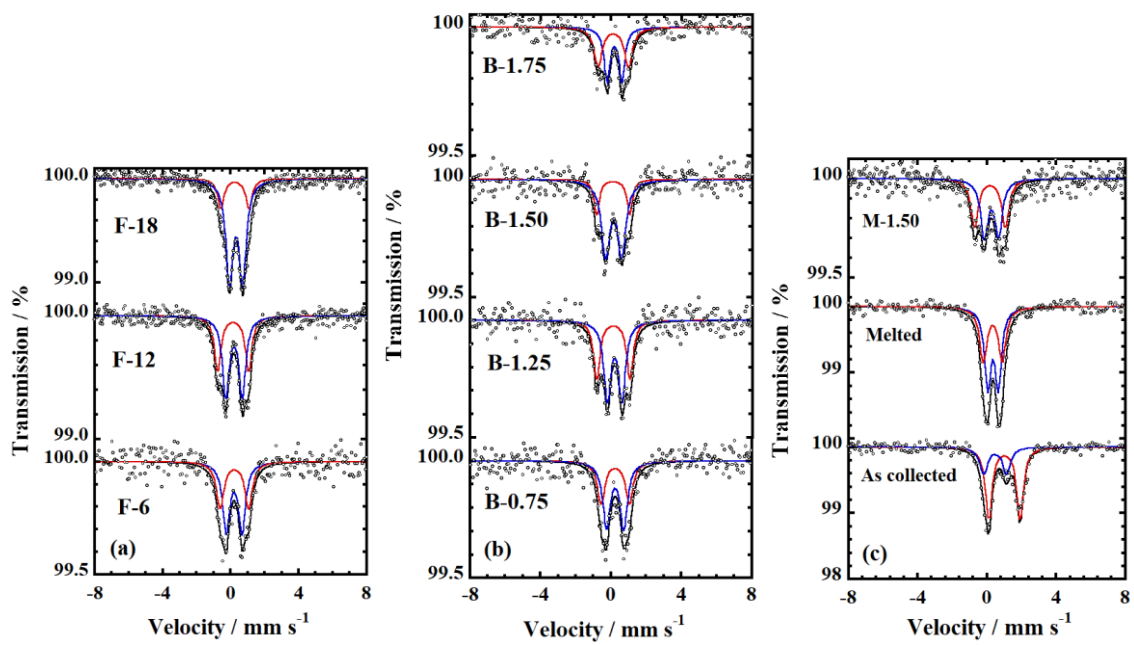 Transmission / %
100.0
F-18
99.0
100.0
F-12
99.0
100.0
F-6
(a)
99.5
-8 -4 0 4 8
Velocity / mm s-1
Transmission / %
100
B-1.75
99.5
100
B-1.50
99.5
100.0
B-1.25
99.5
100.0
B-0.75
(b)
99.5
-8 -4 0 4 8
Velocity / mm s-1
Transmission / %
100
M-1.50
99.5
100
Melted
99
100
As collected
99
(c)
98
-8 -4 0 4 8
Velocity / mm s-1